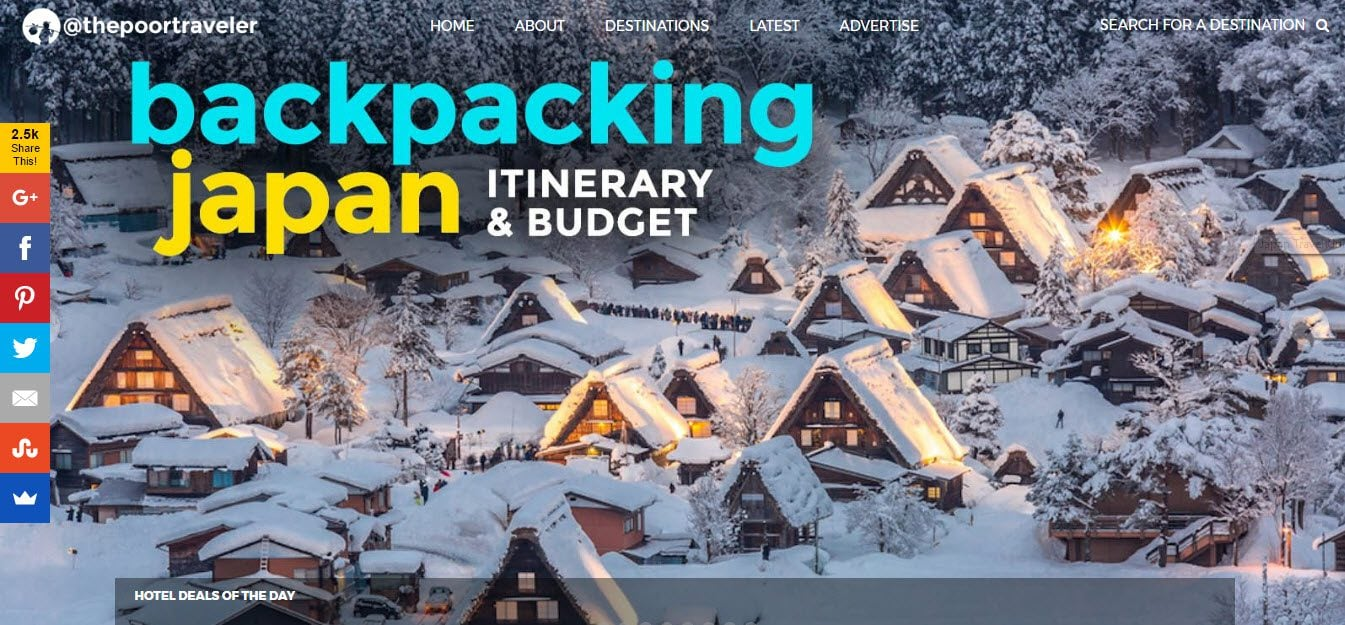 @thepoortraveler
HOME ABOUT DESTINATIONS LATEST ADVERTISE
SEARCH FOR A DESTINATION
backpacking
japan
ITINERARY
& BUDGET
2.5k
Share
This!
G+
f
HOTEL DEALS OF THE DAY